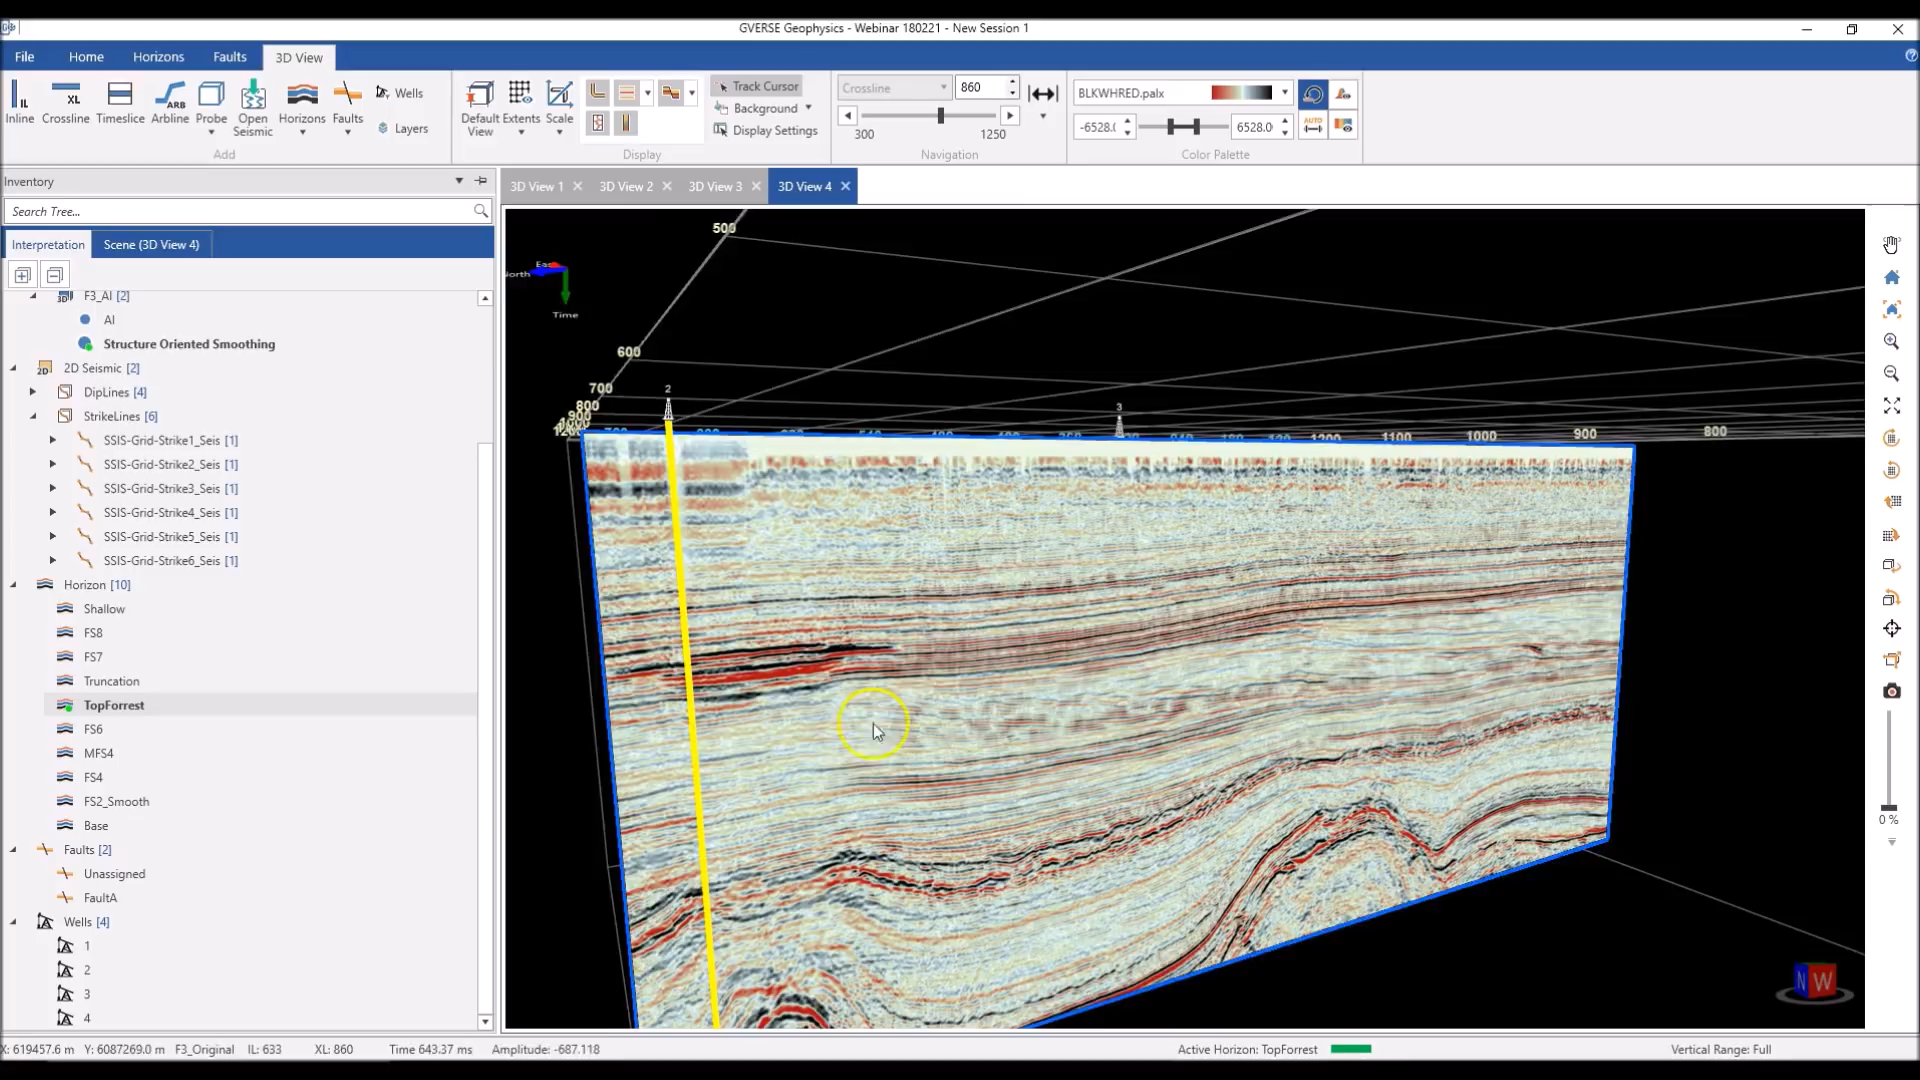 GVERSE Geophysics - Webinar 180221 - New Session 1
File Home Horizons Faults 3D View
Inline Crossline Timeslice Arbline Probe Open Seismic Horizons Faults
IL XL ARB
Wells
Layers
Add
Default View Extents Scale
Display
Track Cursor
Background
Display Settings
Crossline 860
300 1250
Navigation
BLKWHRED.palx
-6528.( 6528.0
AUTO
Color Palette
Inventory
Search Tree...
Interpretation Scene (3D View 4)
3D View 1 3D View 2 3D View 3 3D View 4
F3_AI [2]
AI
Structure Oriented Smoothing
2D Seismic [2]
DipLines [4]
StrikeLines [6]
SSIS-Grid-Strike1_Seis [1]
SSIS-Grid-Strike2_Seis [1]
SSIS-Grid-Strike3_Seis [1]
SSIS-Grid-Strike4_Seis [1]
SSIS-Grid-Strike5_Seis [1]
SSIS-Grid-Strike6_Seis [1]
Horizon [10]
Shallow
FS8
FS7
Truncation
TopForrest
FS6
MFS4
FS4
FS2_Smooth
Base
Faults [2]
Unassigned
FaultA
Wells [4]
1
2
3
4
500
Time
600
700
800
900
2
3
1200 1100 1000 900 800
N W
0 %
X: 619457.6 m Y: 6087269.0 m F3_Original IL: 633 XL: 860 Time 643.37 ms Amplitude: -687.118 Active Horizon: TopForrest Vertical Range: Full